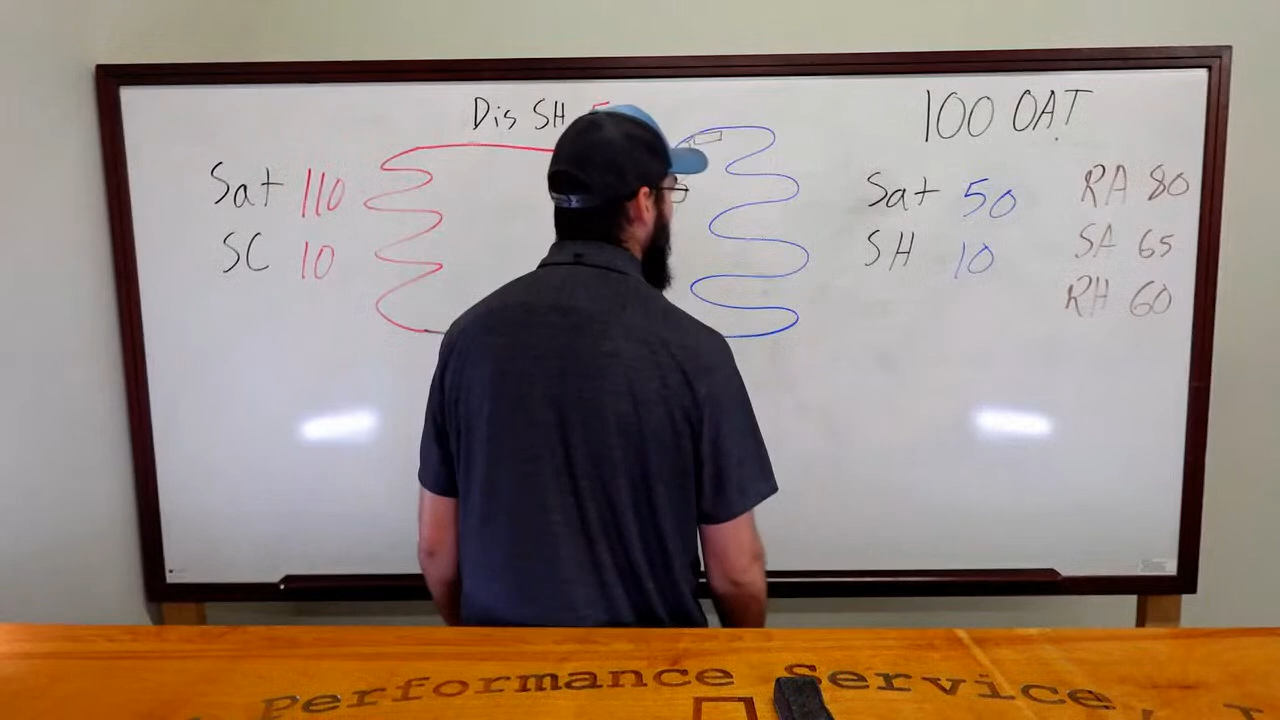 Dis SH
100 OAT
Sat 110
SC 10
Sat 50
SH 10
RA 80
SA 65
RH 60
Performance Service,